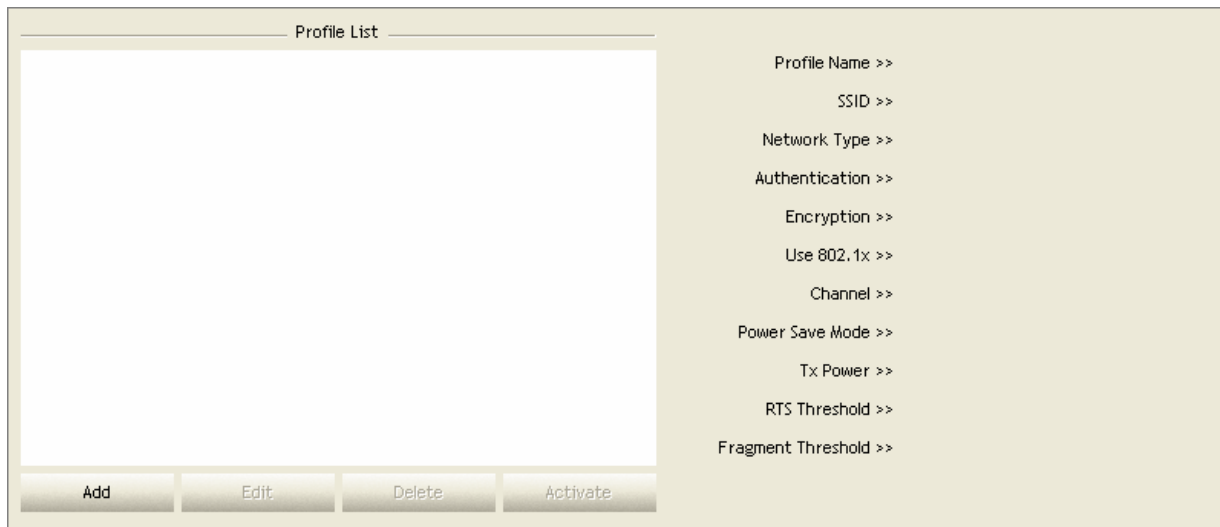 Profile List
Profile Name >>
SSID >>
Network Type >>
Authentication >>
Encryption >>
Use 802.1x >>
Channel >>
Power Save Mode >>
Tx Power >>
RTS Threshold >>
Fragment Threshold >>
Add Edit Delete Activate